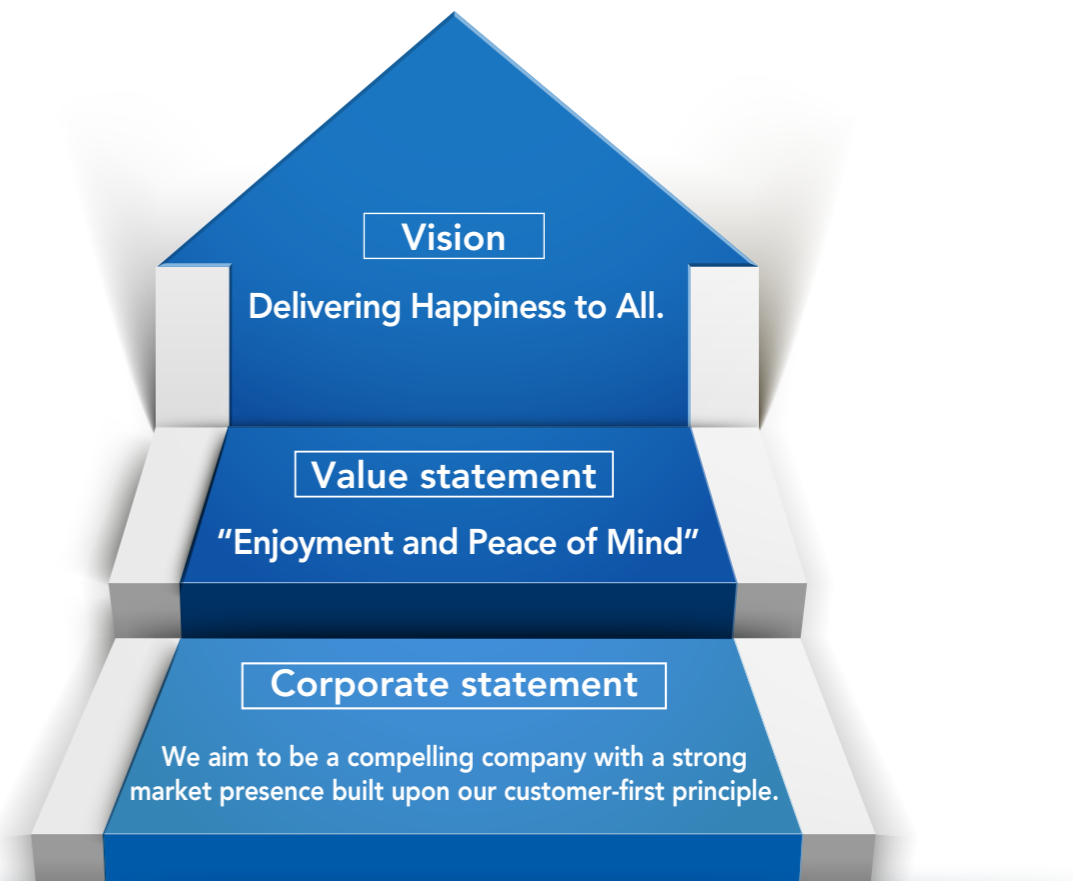 Vision
Delivering Happiness to All.
Value statement
“Enjoyment and Peace of Mind”
Corporate statement
We aim to be a compelling company with a strong
market presence built upon our customer-first principle.